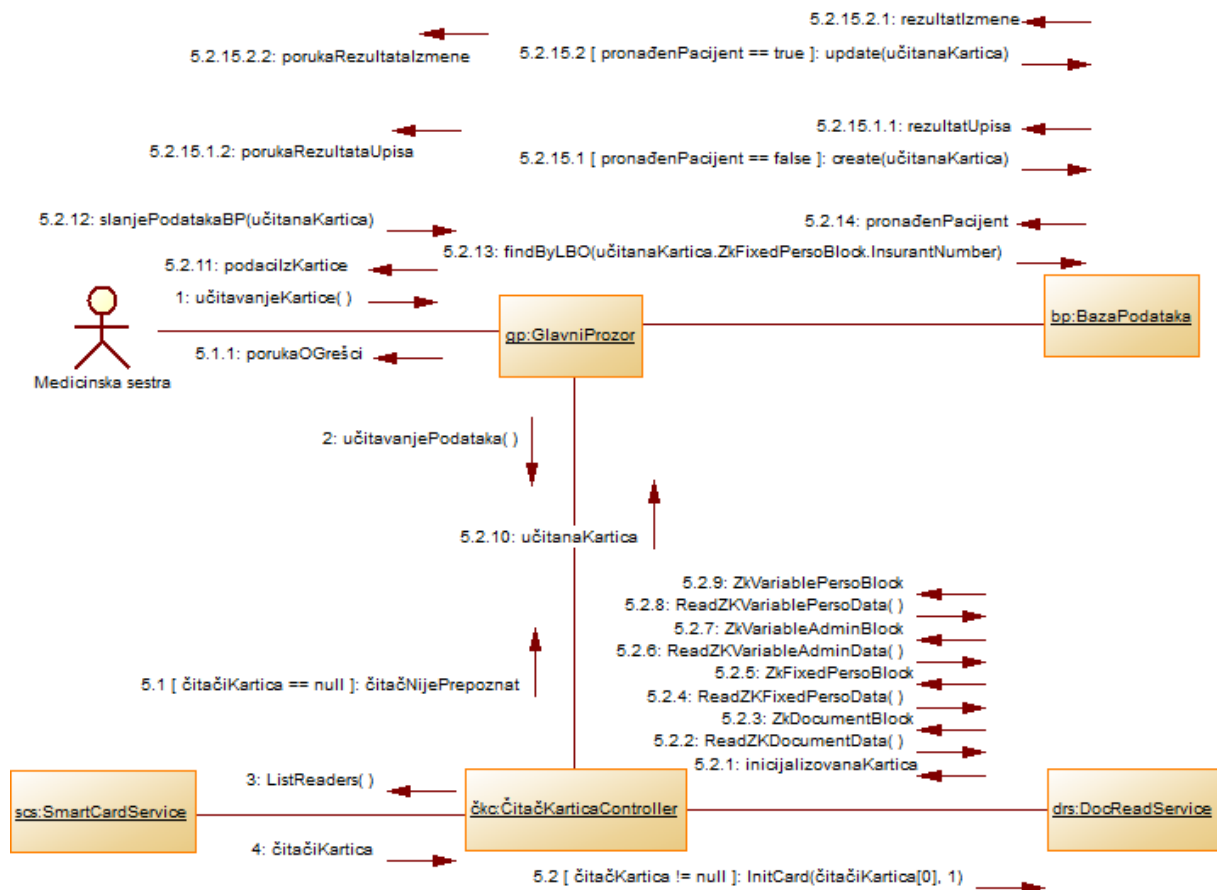 5.2.15.2.1: rezultatIzmene
5.2.15.2.2: porukaRezultataIzmene
5.2.15.2 [ pronađenPacijent == true ]: update(učitanaKartica)
5.2.15.1.1: rezultatUpisa
5.2.15.1.2: porukaRezultataUpisa
5.2.15.1 [ pronađenPacijent == false ]: create(učitanaKartica)
5.2.12: slanjePodatakaBP(učitanaKartica)
5.2.14: pronađenPacijent
5.2.13: findByLBO(učitanaKartica.ZkFixedPersoBlock.InsurantNumber)
5.2.11: podaciIzKartice
1: učitavanjeKartice( )
gp:GlavniProzor
bp:BazaPodataka
5.1.1: porukaOGrešci
Medicinska sestra
2: učitavanjePodataka( )
5.2.10: učitanaKartica
5.2.9: ZkVariablePersoBlock
5.2.8: ReadZKVariablePersoData( )
5.2.7: ZkVariableAdminBlock
5.2.6: ReadZKVariableAdminData( )
5.2.5: ZkFixedPersoBlock
5.1 [ čitačiKartica == null ]: čitačNijePrepoznat
5.2.4: ReadZKFixedPersoData( )
5.2.3: ZkDocumentBlock
5.2.2: ReadZKDocumentData( )
5.2.1: inicijalizovanaKartica
3: ListReaders( )
scs:SmartCardService
čkc:ČitačKarticaController
drs:DocReadService
4: čitačiKartica
5.2 [ čitačKartica != null ]: InitCard(čitačiKartica[0], 1)